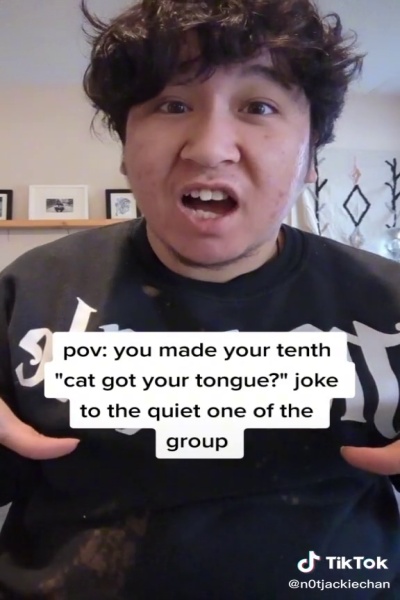 pov: you made your tenth
"cat got your tongue?" joke
to the quiet one of the
group
TikTok
@n0tjackiechan